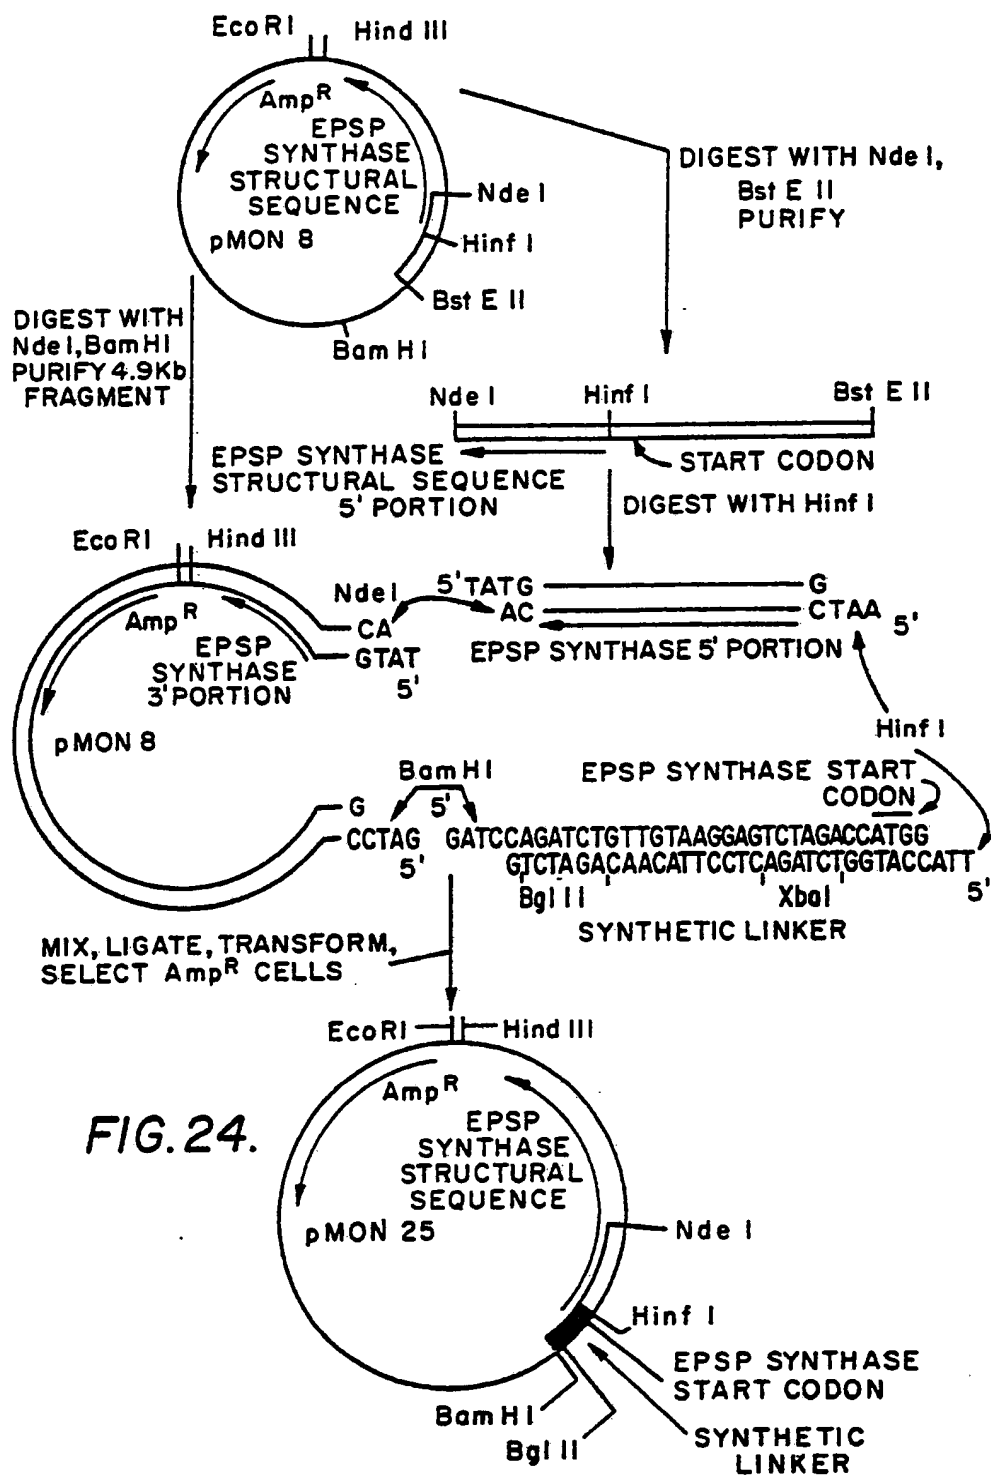 Eco RI Hind III
Amp R
EPSP
SYNTHASE
STRUCTURAL
SEQUENCE
pMON 8
Nde I
Hinf I
Bst E II
Bam HI
DIGEST WITH Nde I,
Bst E II
PURIFY
DIGEST WITH
Nde I, Bam HI
PURIFY 4.9Kb
FRAGMENT
Nde I Hinf I Bst E II
EPSP SYNTHASE
STRUCTURAL SEQUENCE
5' PORTION
START CODON
DIGEST WITH Hinf I
Eco RI Hind III
Amp R
EPSP
SYNTHASE
3' PORTION
pMON 8
Nde I
CA
GTAT
5'
5' TATG G
AC CTAA 5'
EPSP SYNTHASE 5' PORTION
Hinf I
Bam HI
EPSP SYNTHASE START
CODON
G
CCTAG
5'
5'
GATCCAGATCTGTTGTAAGGAGTCTAGACCATGG
GTCTAGACAACATTCCTCAGATCTGGTACCATT
5'
Bgl II Xba I
SYNTHETIC LINKER
MIX, LIGATE, TRANSFORM,
SELECT Amp R CELLS
Eco RI Hind III
Amp R
EPSP
SYNTHASE
STRUCTURAL
SEQUENCE
pMON 25
FIG. 24.
Nde I
Hinf I
EPSP SYNTHASE
START CODON
Bam HI
Bgl II
SYNTHETIC
LINKER